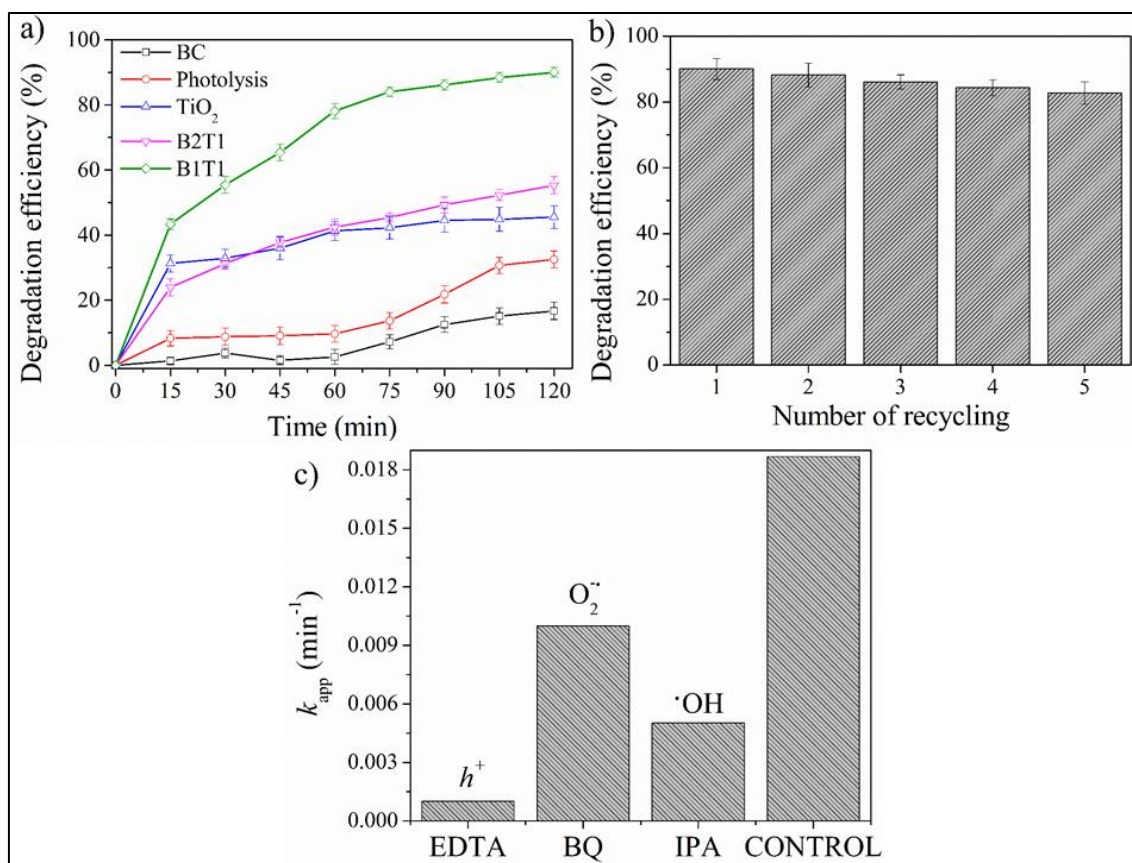 a)
Degradation efficiency (%)
100
80
60
40
20
0
BC
Photolysis
TiO₂
B2T1
B1T1
0 15 30 45 60 75 90 105 120
Time (min)
b)
Degradation efficiency (%)
100
80
60
40
20
0
1 2 3 4 5
Number of recycling
c)
k_app (min⁻¹)
0.018
0.015
0.012
0.009
0.006
0.003
0.000
h⁺
O₂⁻·
·OH
EDTA BQ IPA CONTROL